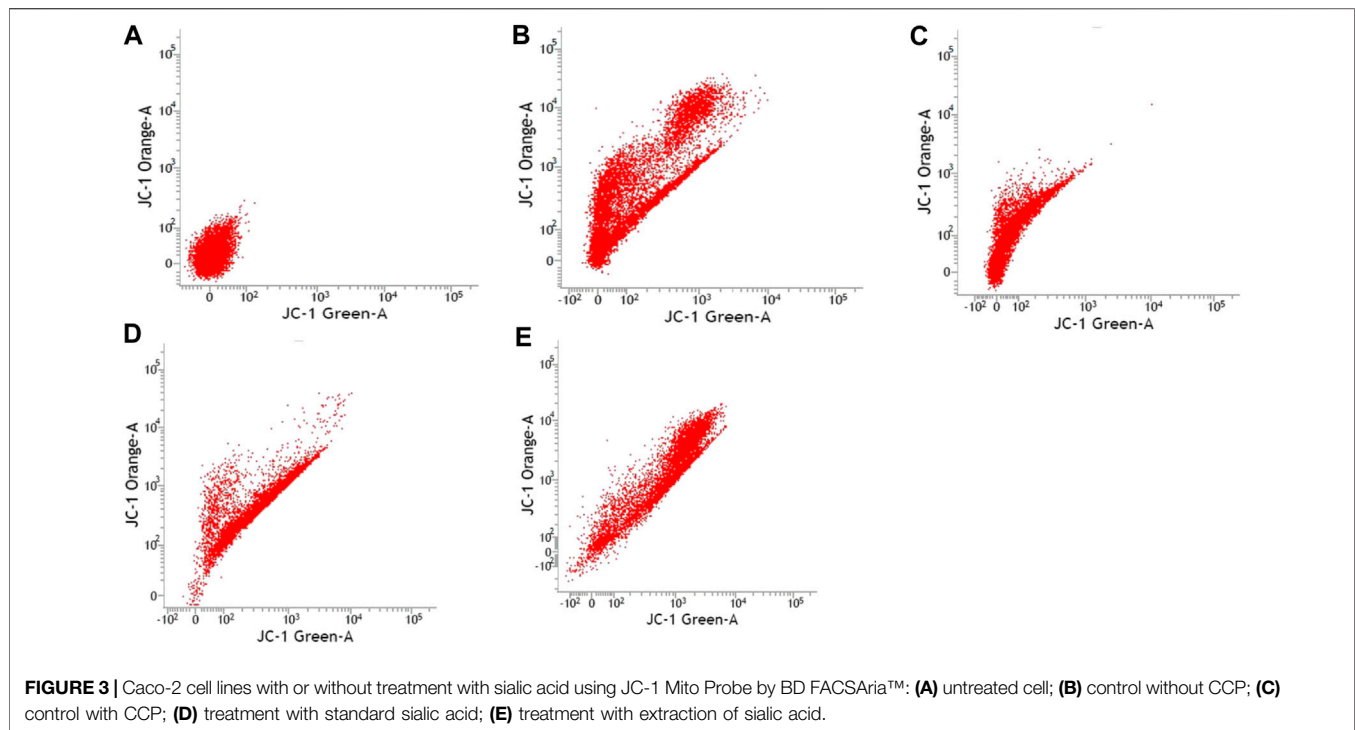 A
B
C
10^5
10^4
10^3
10^2
0
JC-1 Orange-A
0 10^2 10^3 10^4 10^5
JC-1 Green-A
10^5
10^4
10^3
10^2
0
JC-1 Orange-A
-10^2 0 10^2 10^3 10^4 10^5
JC-1 Green-A
10^5
10^4
10^3
10^2
0
JC-1 Orange-A
-10^2 0 10^2 10^3 10^4 10^5
JC-1 Green-A
D
E
10^5
10^4
10^3
10^2
0
JC-1 Orange-A
-10^2 0 10^2 10^3 10^4 10^5
JC-1 Green-A
10^5
10^4
10^3
10^2
0
-10^2
JC-1 Orange-A
-10^2 0 10^2 10^3 10^4 10^5
JC-1 Green-A
FIGURE 3 | Caco-2 cell lines with or without treatment with sialic acid using JC-1 Mito Probe by BD FACSAria™: (A) untreated cell; (B) control without CCP; (C)
control with CCP; (D) treatment with standard sialic acid; (E) treatment with extraction of sialic acid.